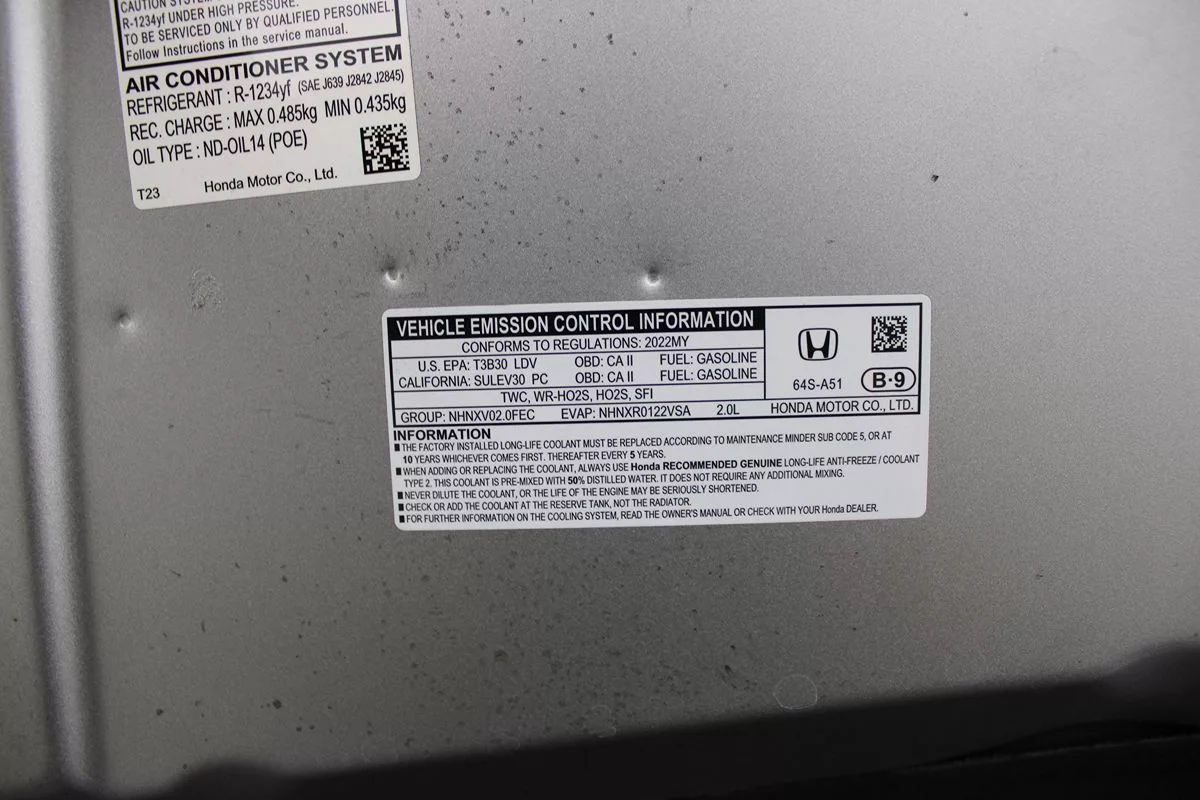 CAUTION SYSTEM
R-1234yf UNDER HIGH PRESSURE.
TO BE SERVICED ONLY BY QUALIFIED PERSONNEL.
Follow Instructions in the service manual.
AIR CONDITIONER SYSTEM
REFRIGERANT : R-1234yf (SAE J639 J2842 J2845)
REC. CHARGE : MAX 0.485kg MIN 0.435kg
OIL TYPE : ND-OIL14 (POE)
T23 Honda Motor Co., Ltd.
VEHICLE EMISSION CONTROL INFORMATION
CONFORMS TO REGULATIONS: 2022MY
U.S. EPA: T3B30 LDV OBD: CA II FUEL: GASOLINE
CALIFORNIA: SULEV30 PC OBD: CA II FUEL: GASOLINE
64S-A51 B·9
TWC, WR-HO2S, HO2S, SFI
GROUP: NHNXV02.0FEC EVAP: NHNXR0122VSA 2.0L HONDA MOTOR CO., LTD.
INFORMATION
■ THE FACTORY INSTALLED LONG-LIFE COOLANT MUST BE REPLACED ACCORDING TO MAINTENANCE MINDER SUB CODE 5, OR AT
10 YEARS WHICHEVER COMES FIRST. THEREAFTER EVERY 5 YEARS.
■ WHEN ADDING OR REPLACING THE COOLANT, ALWAYS USE Honda RECOMMENDED GENUINE LONG-LIFE ANTI-FREEZE / COOLANT
TYPE 2. THIS COOLANT IS PRE-MIXED WITH 50% DISTILLED WATER. IT DOES NOT REQUIRE ANY ADDITIONAL MIXING.
■ NEVER DILUTE THE COOLANT, OR THE LIFE OF THE ENGINE MAY BE SERIOUSLY SHORTENED.
■ CHECK OR ADD THE COOLANT AT THE RESERVE TANK, NOT THE RADIATOR.
■ FOR FURTHER INFORMATION ON THE COOLING SYSTEM, READ THE OWNER'S MANUAL OR CHECK WITH YOUR Honda DEALER.